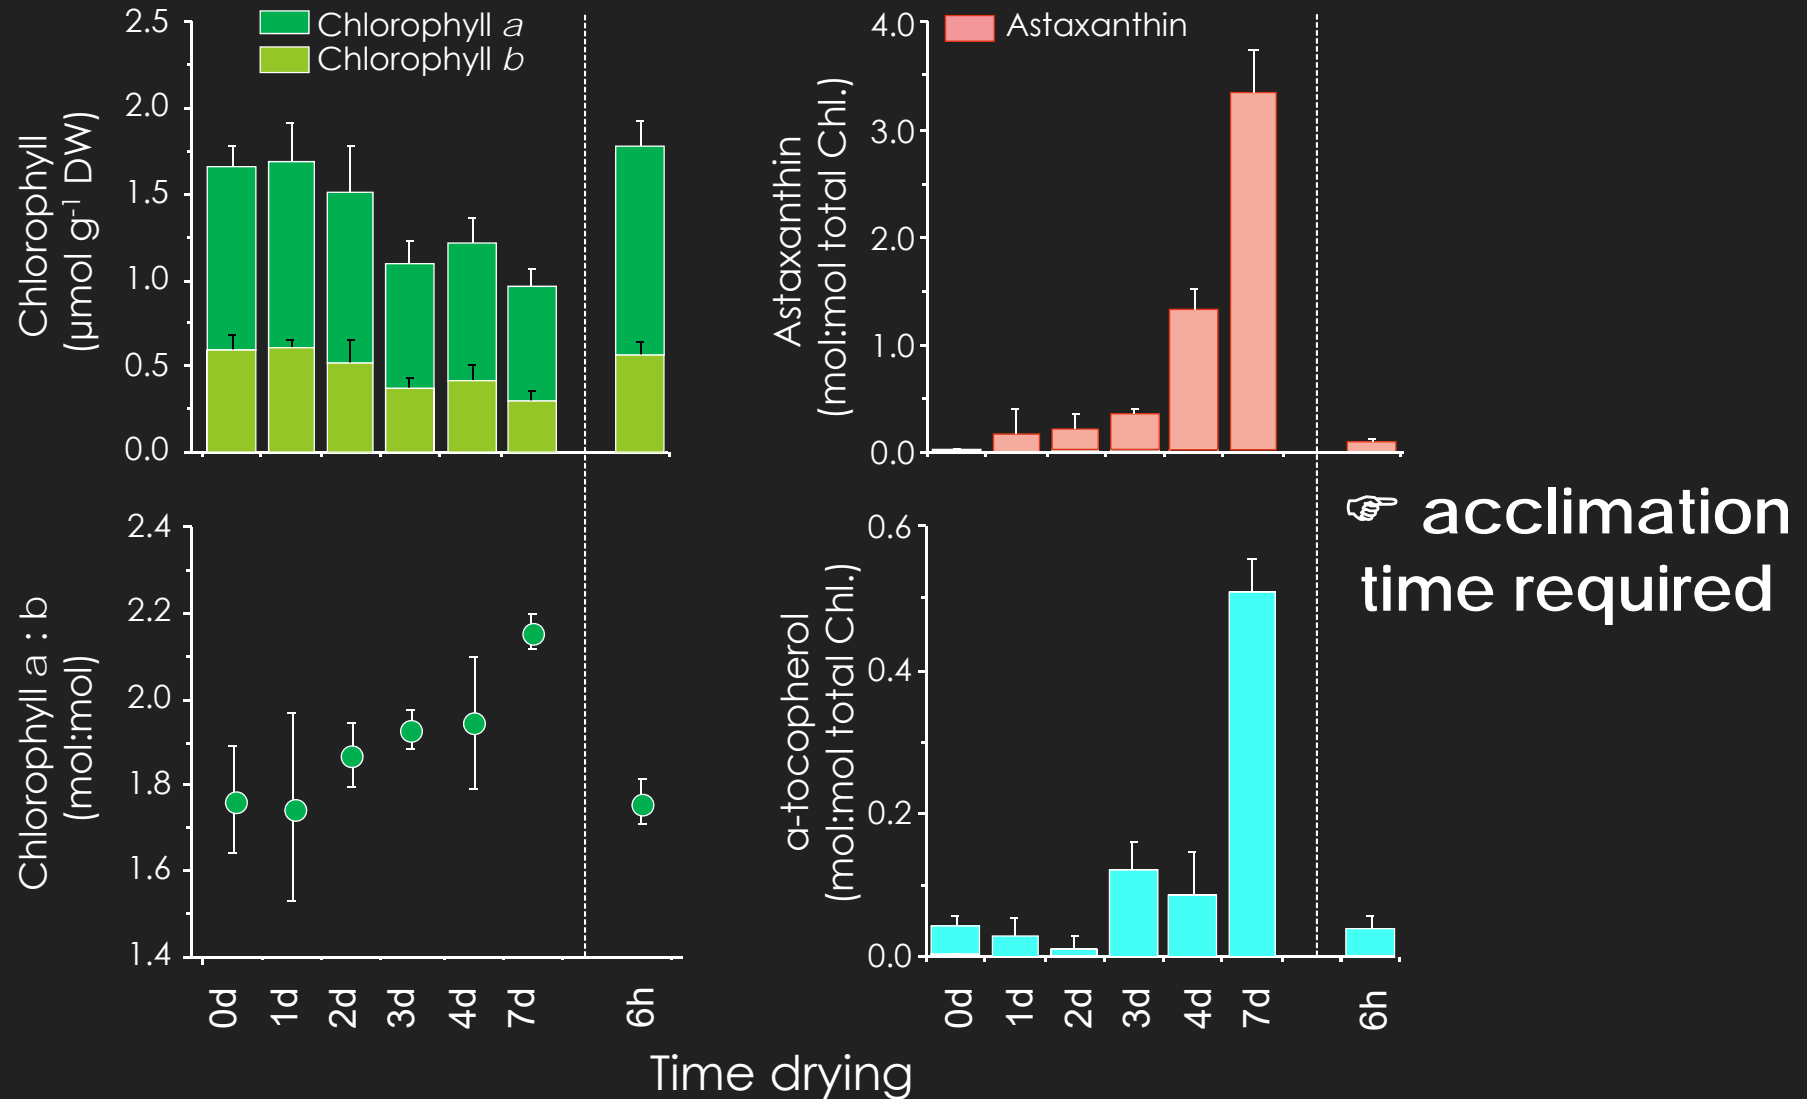 Chlorophyll a
Chlorophyll b
Chlorophyll
(µmol g-1 DW)
2.5
2.0
1.5
1.0
0.5
0.0
Astaxanthin
Astaxanthin
(mol:mol total Chl.)
4.0
3.0
2.0
1.0
0.0
☞ acclimation
time required
Chlorophyll a : b
(mol:mol)
2.4
2.2
2.0
1.8
1.6
1.4
0d 1d 2d 3d 4d 7d 6h
α-tocopherol
(mol:mol total Chl.)
0.6
0.4
0.2
0.0
0d 1d 2d 3d 4d 7d 6h
Time drying